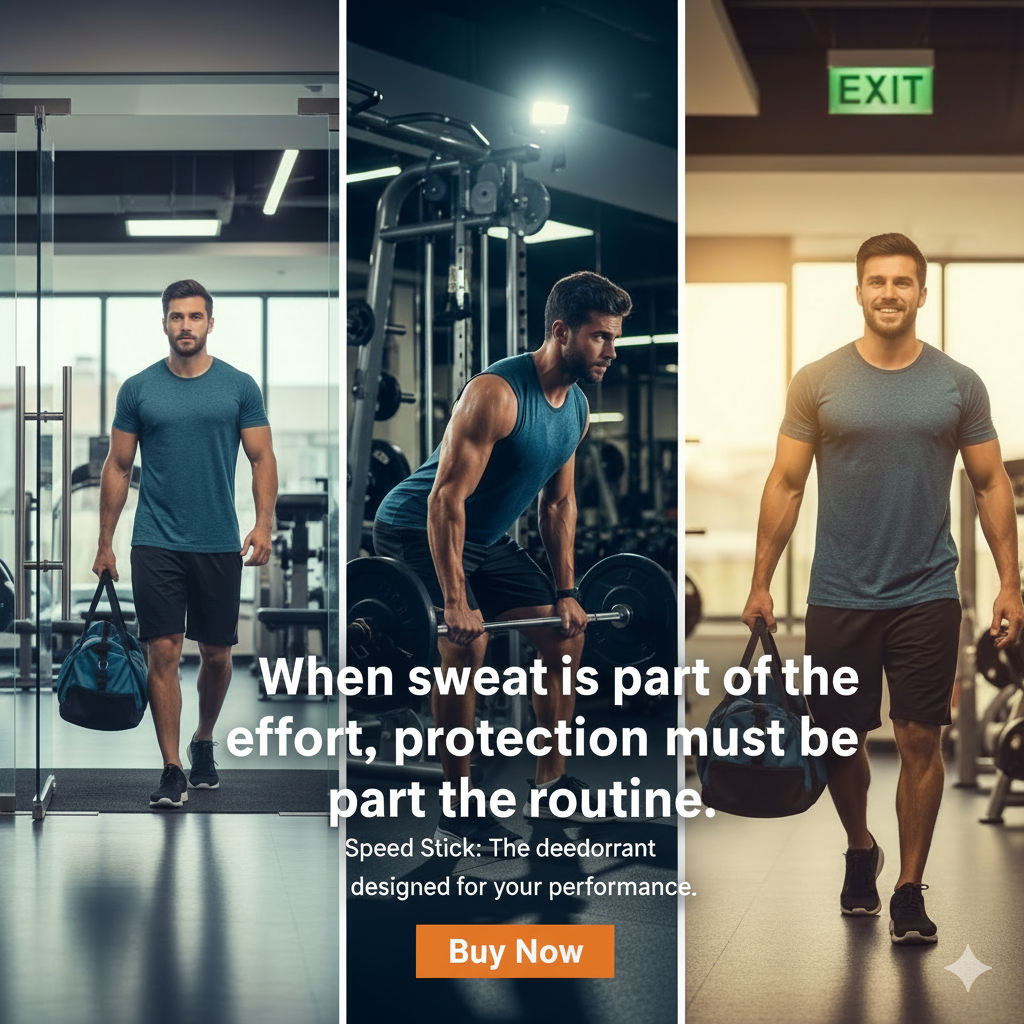 EXIT
When sweat is part of the
effort, protection must be
part the routine.
Speed Stick: The deedorrant
designed for your performance.
Buy Now